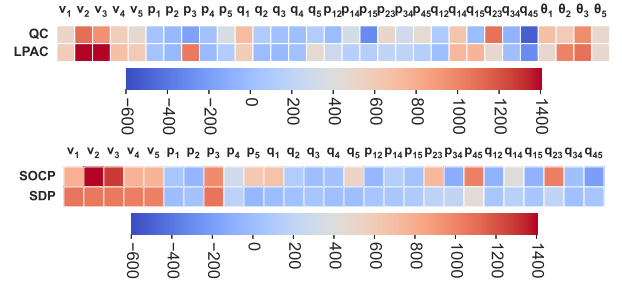 v1 v2 v3 v4 v5 p1 p2 p3 p4 p5 q1 q2 q3 q4 q5 p12 p14 p15 p23 p34 p45 q12 q14 q15 q23 q34 q45 θ1 θ2 θ3 θ5
QC
LPAC
-600 -400 -200 0 200 400 600 800 1000 1200 1400
v1 v2 v3 v4 v5 p1 p2 p3 p4 p5 q1 q2 q3 q4 q5 p12 p14 p15 p23 p34 p45 q12 q14 q15 q23 q34 q45
SOCP
SDP
-600 -400 -200 0 200 400 600 800 1000 1200 1400